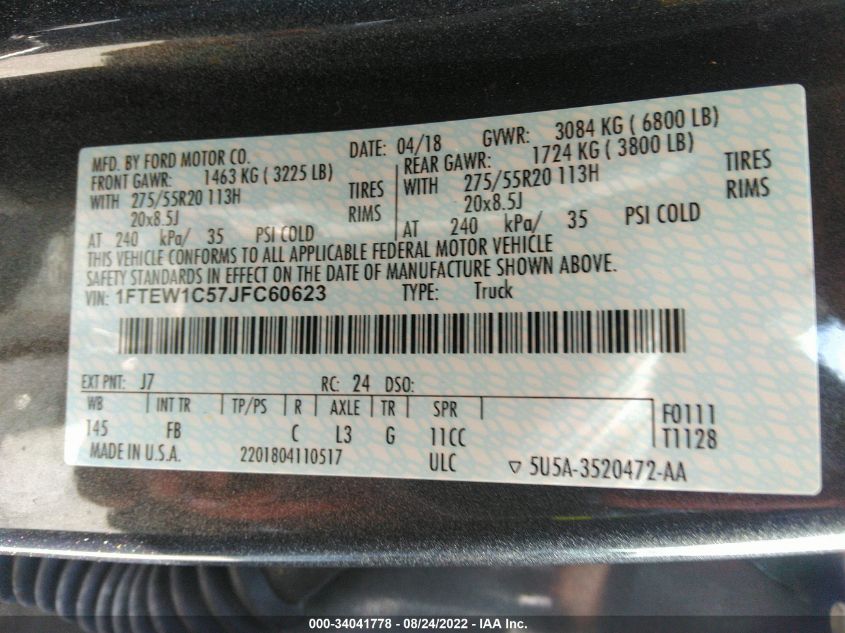 MFD. BY FORD MOTOR CO.
DATE: 04/18 GVWR: 3084 KG ( 6800 LB)
FRONT GAWR: 1463 KG ( 3225 LB)
REAR GAWR: 1724 KG ( 3800 LB)
WITH 275/55R20 113H TIRES
WITH 275/55R20 113H TIRES
20x8.5J RIMS
20x8.5J RIMS
AT 240 kPa/ 35 PSI COLD
AT 240 kPa/ 35 PSI COLD
THIS VEHICLE CONFORMS TO ALL APPLICABLE FEDERAL MOTOR VEHICLE
SAFETY STANDARDS IN EFFECT ON THE DATE OF MANUFACTURE SHOWN ABOVE.
VIN: 1FTEW1C57JFC60623 TYPE: Truck
EXT PNT: J7 RC: 24 DSO:
WB INT TR TP/PS R AXLE TR SPR
F0111
145 FB C L3 G 11CC
T1128
MADE IN U.S.A. 2201804110517 ULC ▽ 5U5A-3520472-AA
000-34041778 - 08/24/2022 - IAA Inc.